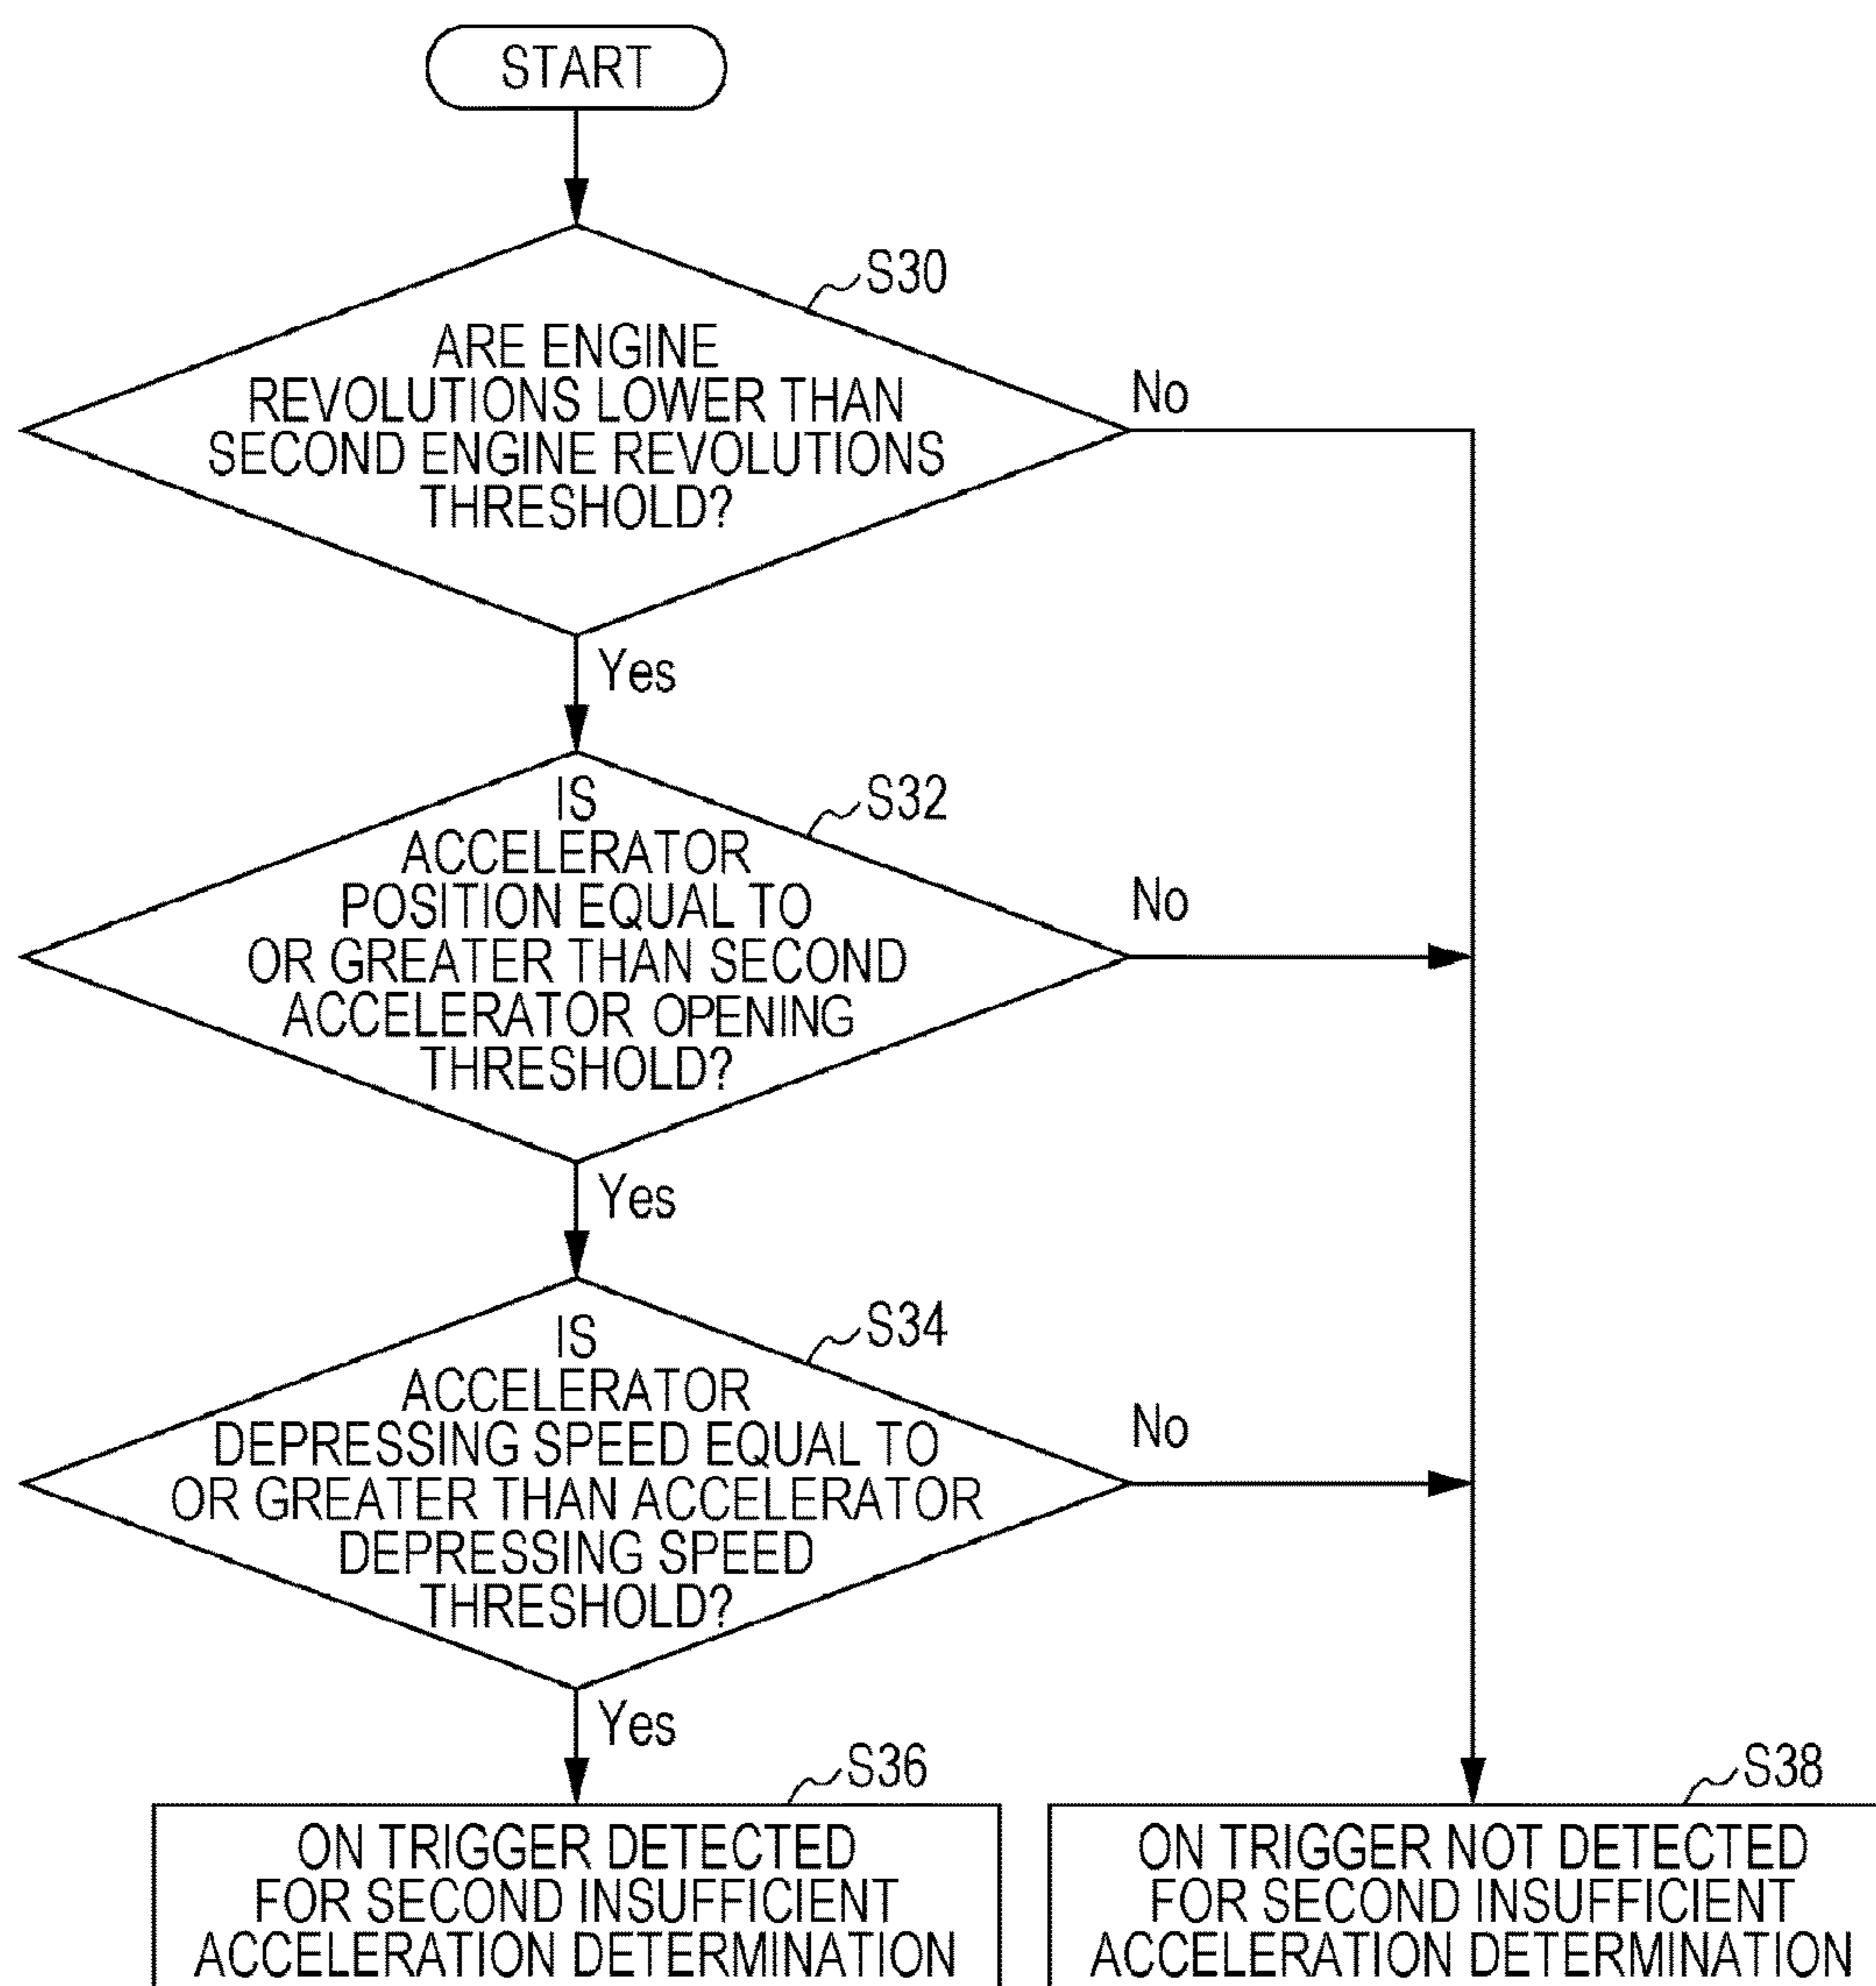 START
S30
ARE ENGINE
REVOLUTIONS LOWER THAN
SECOND ENGINE REVOLUTIONS
THRESHOLD?
No
Yes
S32
IS
ACCELERATOR
POSITION EQUAL TO
OR GREATER THAN SECOND
ACCELERATOR OPENING
THRESHOLD?
No
Yes
S34
IS
ACCELERATOR
DEPRESSING SPEED EQUAL TO
OR GREATER THAN ACCELERATOR
DEPRESSING SPEED
THRESHOLD?
No
Yes
S36
ON TRIGGER DETECTED
FOR SECOND INSUFFICIENT
ACCELERATION DETERMINATION
S38
ON TRIGGER NOT DETECTED
FOR SECOND INSUFFICIENT
ACCELERATION DETERMINATION